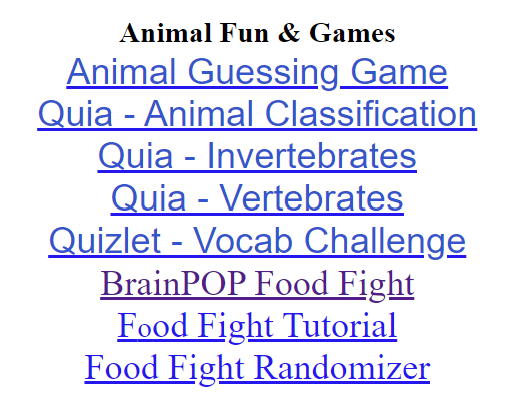 Animal Fun & Games
Animal Guessing Game
Quia - Animal Classification
Quia - Invertebrates
Quia - Vertebrates
Quizlet - Vocab Challenge
BrainPOP Food Fight
Food Fight Tutorial
Food Fight Randomizer